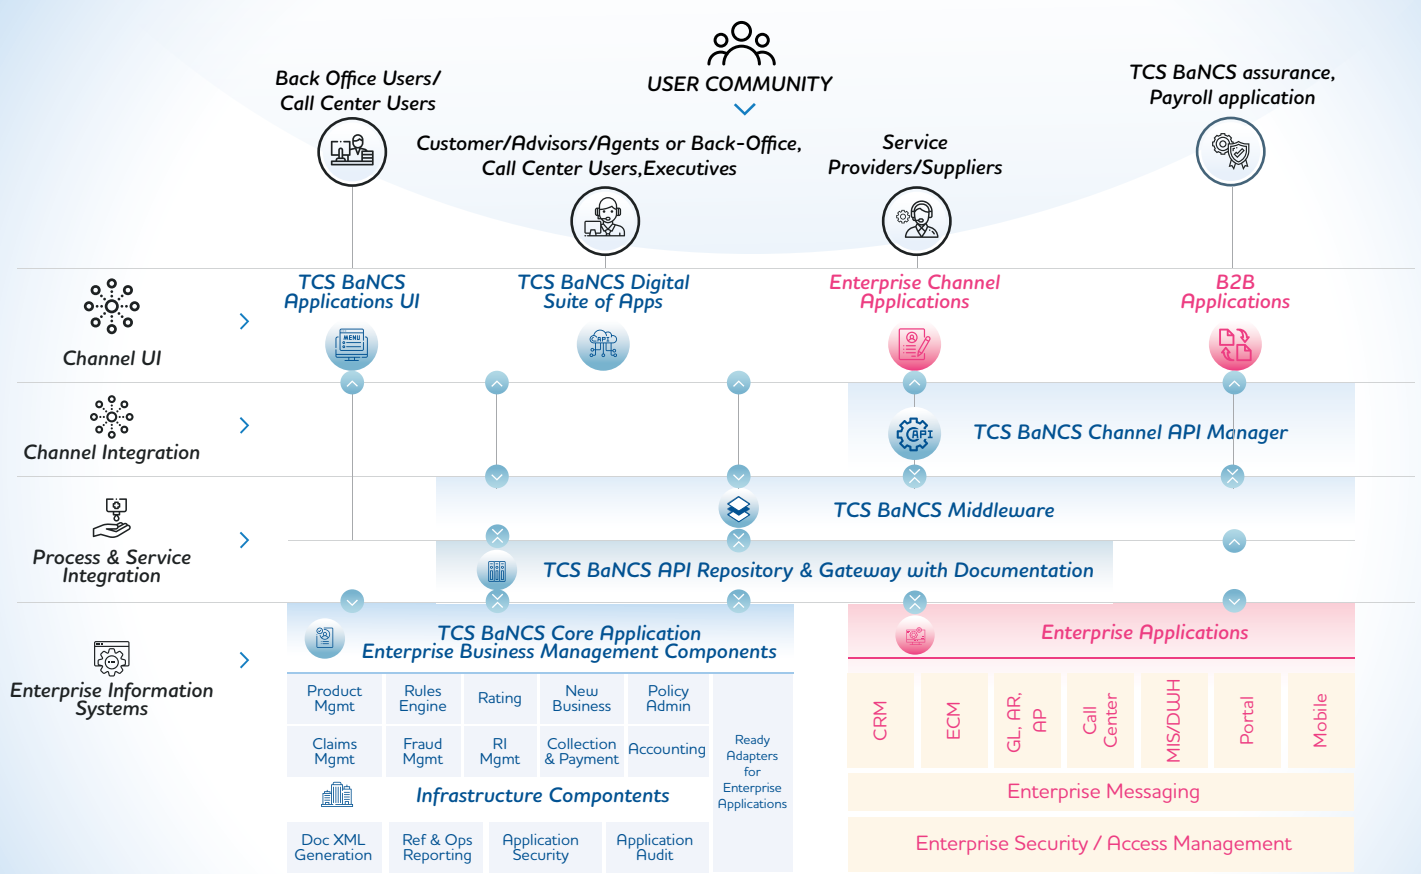 USER COMMUNITY
Back Office Users/
Call Center Users
Customer/Advisors/Agents or Back-Office,
Call Center Users,Executives
Service
Providers/Suppliers
TCS BaNCS assurance,
Payroll application
Channel UI
TCS BaNCS
Applications UI
MENU
TCS BaNCS Digital
Suite of Apps
API
Enterprise Channel
Applications
B2B
Applications
Channel Integration
API
TCS BaNCS Channel API Manager
Process & Service
Integration
TCS BaNCS Middleware
TCS BaNCS API Repository & Gateway with Documentation
Enterprise Information
Systems
TCS BaNCS Core Application
Enterprise Business Management Components
Product
Mgmt
Rules
Engine
Rating
New
Business
Policy
Admin
Claims
Mgmt
Fraud
Mgmt
RI
Mgmt
Collection
& Payment
Accounting
Ready
Adapters
for
Enterprise
Applications
Infrastructure Compontents
Doc XML
Generation
Ref & Ops
Reporting
Application
Security
Application
Audit
Enterprise Applications
CRM
ECM
GL, AR,
AP
Call
Center
MIS/DWH
Portal
Mobile
Enterprise Messaging
Enterprise Security / Access Management